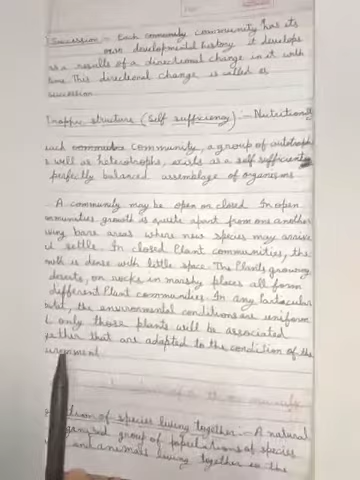 Succession :- Each community has its
own developmental history. It develops
as a results of a directional change in it with
time. This directional change is called as
succession.
Trophic structure (Self sufficiency) :- Nutritionally
each community, a group of autotrophs
as well as heterotrophs, exists as a self sufficient
perfectly balanced assemblage of organisms.
A community may be open or closed. In open
communities growth is quite apart from one another
bare areas where new species may arrive
settle. In closed Plant communities, the
growth is dense with little space. The Plants growing
deserts, on rocks in marshy places all form
different Plant communities. In any Particular
the environmental conditions are uniform
& only those plants will be associated
together that are adapted to the condition of the
environment.
of species living together :- A natural
organized group of populations of species
and animals living together in the